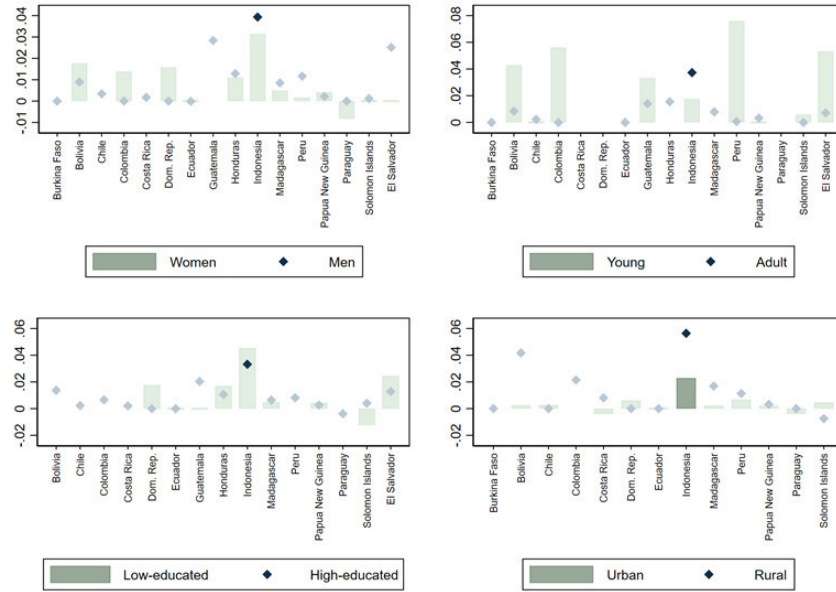 .04
.03
.02
.01
0
-.01
Burkina Faso
Bolivia
Chile
Colombia
Costa Rica
Dom. Rep.
Ecuador
Guatemala
Honduras
Indonesia
Madagascar
Peru
Papua New Guinea
Paraguay
Solomon Islands
El Salvador
Women Men
.08
.06
.04
.02
0
Burkina Faso
Bolivia
Chile
Colombia
Costa Rica
Dom. Rep.
Ecuador
Guatemala
Honduras
Indonesia
Madagascar
Peru
Papua New Guinea
Paraguay
Solomon Islands
El Salvador
Young Adult
.06
.04
.02
0
-.02
Bolivia
Chile
Colombia
Costa Rica
Dom. Rep.
Ecuador
Guatemala
Honduras
Indonesia
Madagascar
Peru
Papua New Guinea
Paraguay
Solomon Islands
El Salvador
Low-educated High-educated
.06
.04
.02
0
-.02
Burkina Faso
Bolivia
Chile
Colombia
Costa Rica
Dom. Rep.
Ecuador
Indonesia
Madagascar
Peru
Papua New Guinea
Paraguay
Solomon Islands
Urban Rural